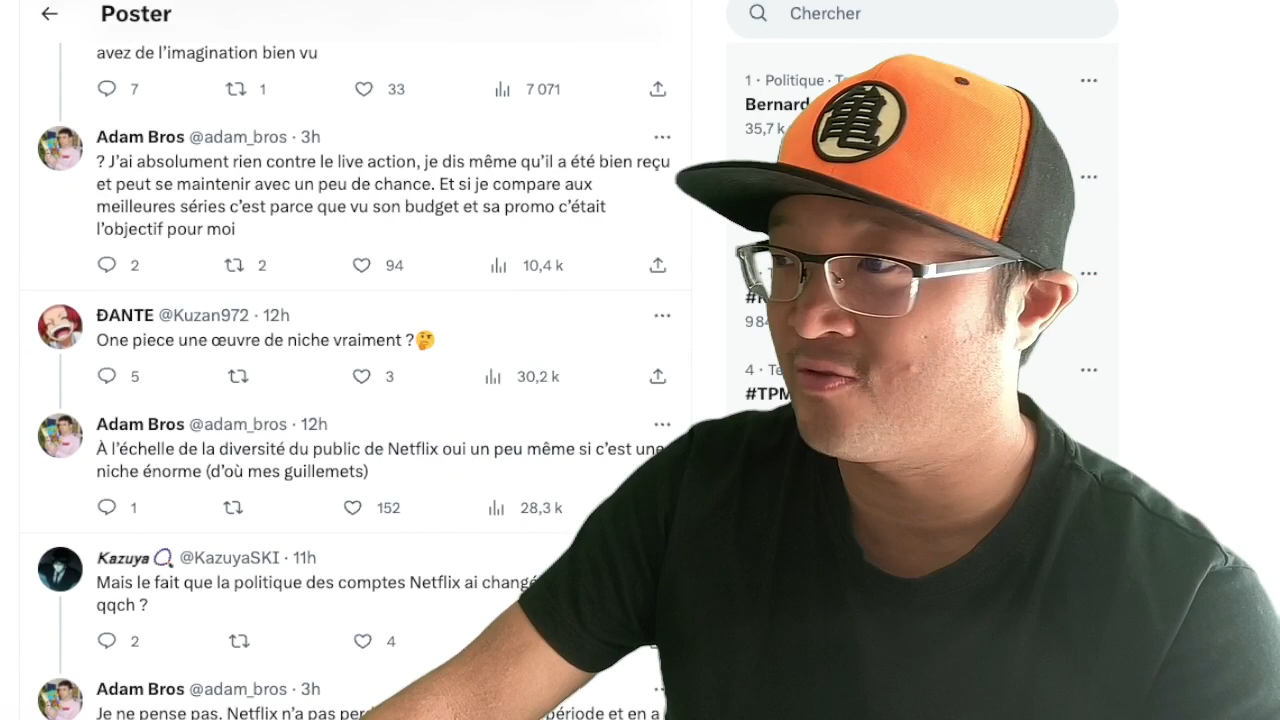 Poster
Chercher
avez de l'imagination bien vu
7 1 33 7 071
Adam Bros @adam_bros · 3h
? J'ai absolument rien contre le live action, je dis même qu'il a été bien reçu
et peut se maintenir avec un peu de chance. Et si je compare aux
meilleures séries c'est parce que vu son budget et sa promo c'était
l'objectif pour moi
2 2 94 10,4 k
ĐANTE @Kuzan972 · 12h
One piece une œuvre de niche vraiment ?🤔
5 3 30,2 k
Adam Bros @adam_bros · 12h
À l'échelle de la diversité du public de Netflix oui un peu même si c'est une
niche énorme (d'où mes guillemets)
1 152 28,3 k
Kazuya @KazuyaSKI · 11h
Mais le fait que la politique des comptes Netflix ai changé
qqch ?
2 4
Adam Bros @adam_bros · 3h
Je ne pense pas. Netflix n'a pas période et en a
1 · Politique ·
Bernard
35,7 k
亀
4 ·
#TPM